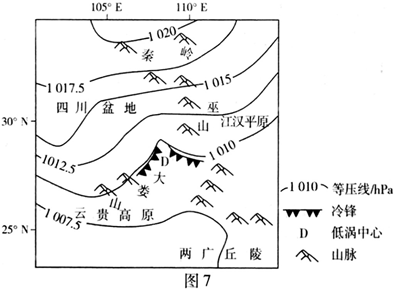 105° E 110° E
1 020
秦 岭
1 017.5
1 015
四 川 盆 地 巫
30° N 山 江汉平原
1012.5 1 010
D 大
娄
山
云 贵 高 原
1 007.5
25° N
两 广 丘 陵
1 010 等压线/hPa
冷锋
D 低涡中心
山脉
图 7